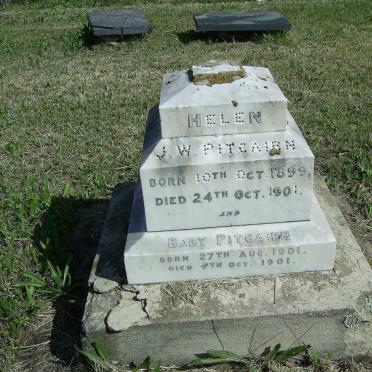 HELEN
J. W. PITCAIRN
BORN 10TH OCT. 1899,
DIED 24TH OCT. 1901.
AND
BABY PITCAIRN
BORN 27TH AUG. 1901.
DIED 7TH OCT. 1901.